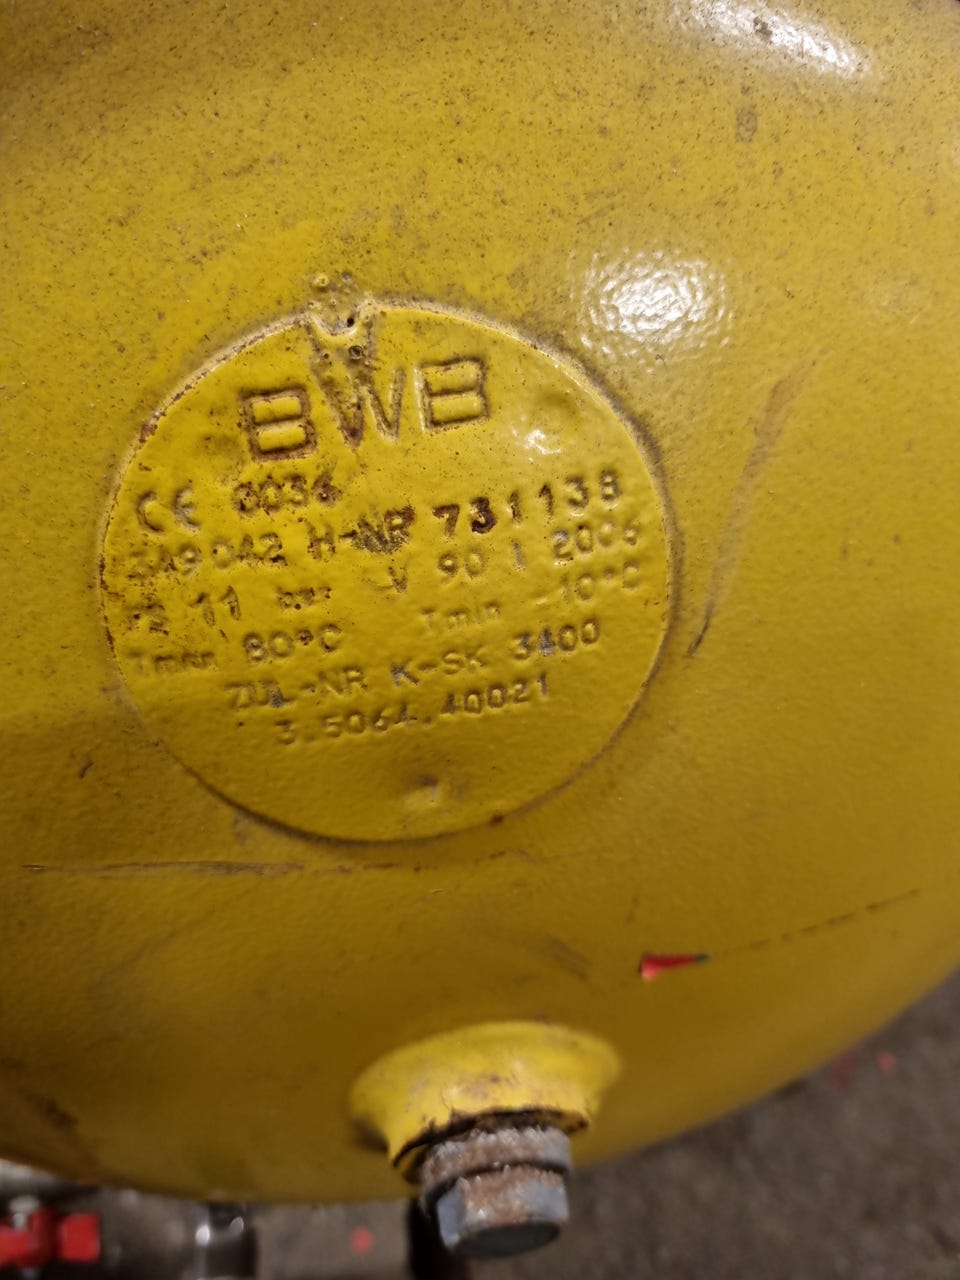 BWB
CE 0036
H-NR 731138
11 bar V 90 l 2006
Tmax 80°C Tmin -10°C
ZUL-NR K-SK 3400
3.5064.40021